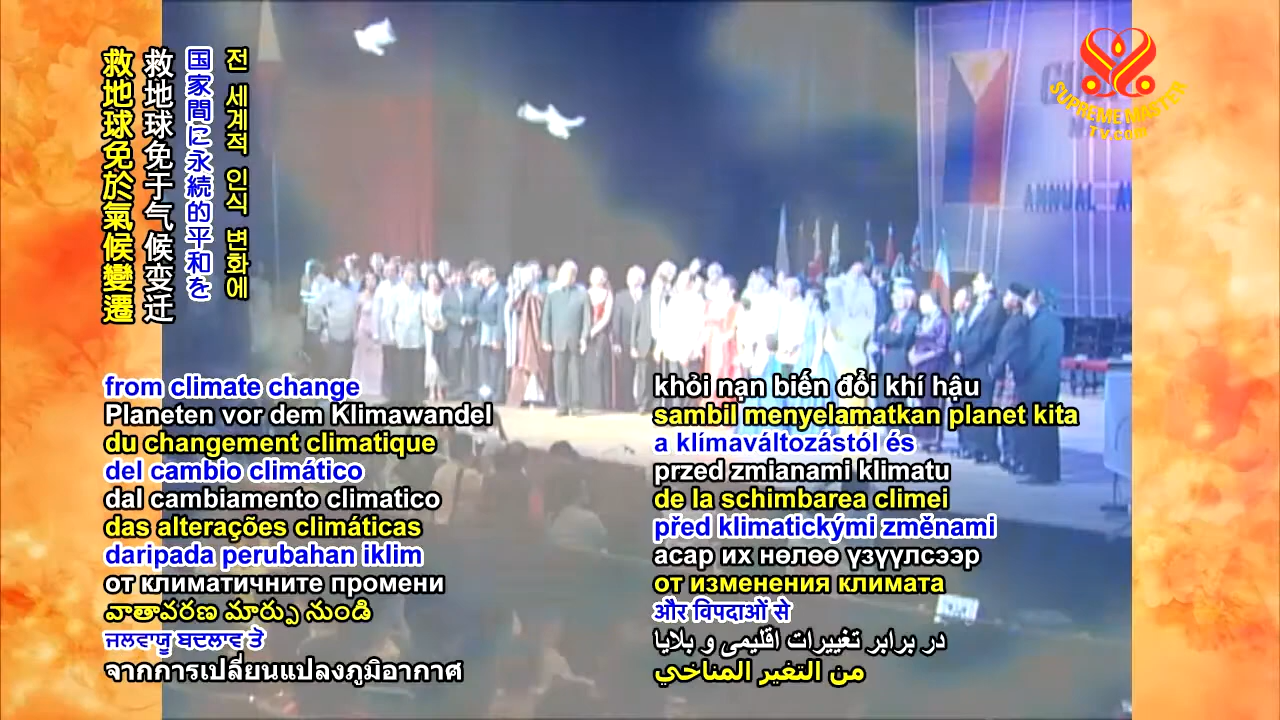 救地球免於氣候變遷
救地球免于气候变迁
国家間に永続的平和を
전 세계적 인식 변화에
SUPREME MASTER
TV.com
ANNUAL
from climate change
Planeten vor dem Klimawandel
du changement climatique
del cambio climático
dal cambiamento climatico
das alterações climáticas
daripada perubahan iklim
от климатичните промени
వాతావరణ మార్పు నుండి
ਜਲਵਾਯੂ ਬਦਲਾਵ ਤੋ
จากการเปลี่ยนแปลงภูมิอากาศ
khỏi nạn biến đổi khí hậu
sambil menyelamatkan planet kita
a klímaváltozástól és
przed zmianami klimatu
de la schimbarea climei
před klimatickými změnami
асар их нөлөө үзүүлсээр
от изменения климата
और विपदाओं से
در برابر تغییرات اقلیمی و بلایا
من التغير المناخي